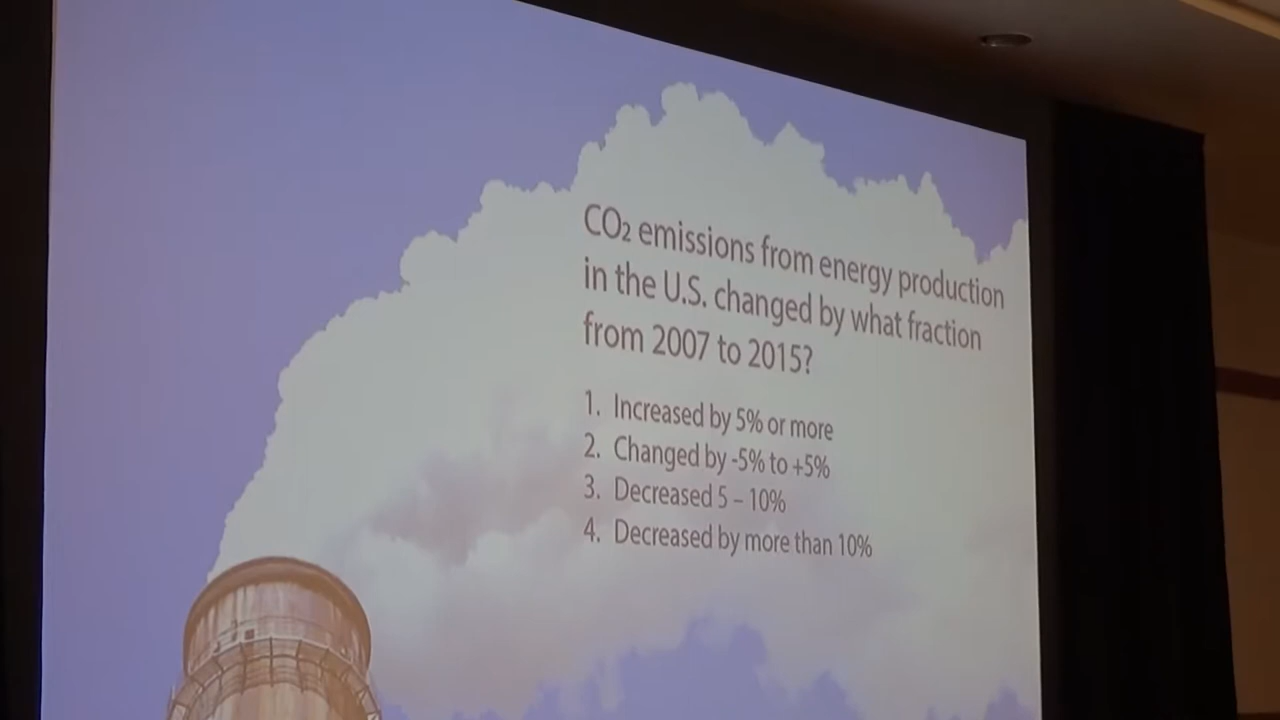 CO₂ emissions from energy production
in the U.S. changed by what fraction
from 2007 to 2015?
1. Increased by 5% or more
2. Changed by -5% to +5%
3. Decreased 5 – 10%
4. Decreased by more than 10%